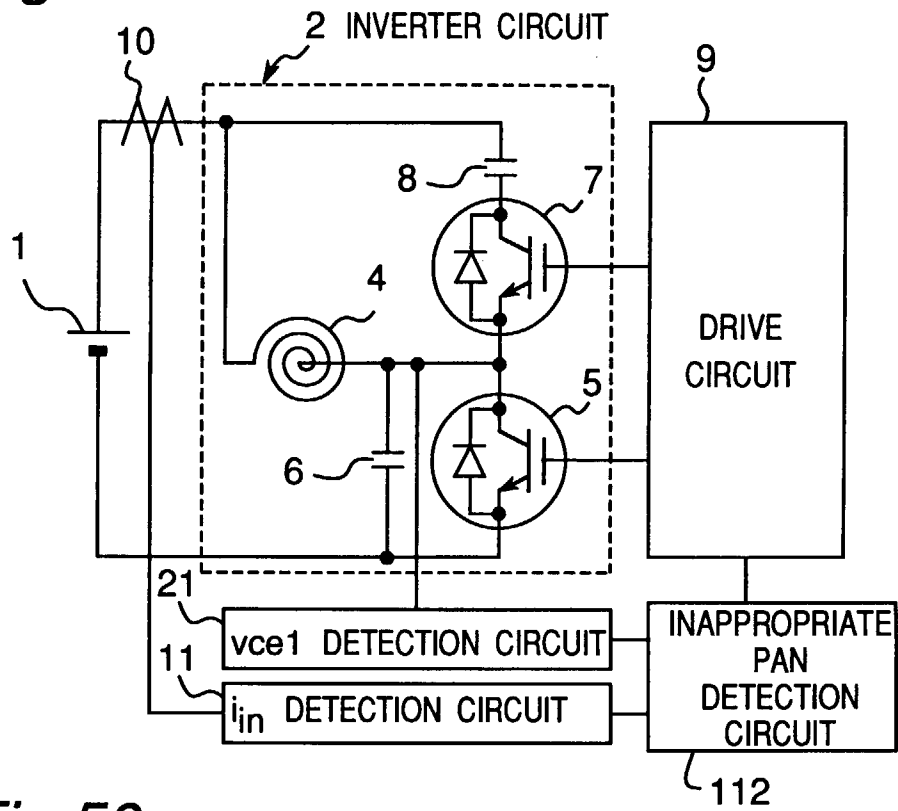 2 INVERTER CIRCUIT
10
9
8
7
1
4
DRIVE
CIRCUIT
5
6
21
vce1 DETECTION CIRCUIT
INAPPROPRIATE
PAN
DETECTION
CIRCUIT
11
iin DETECTION CIRCUIT
112